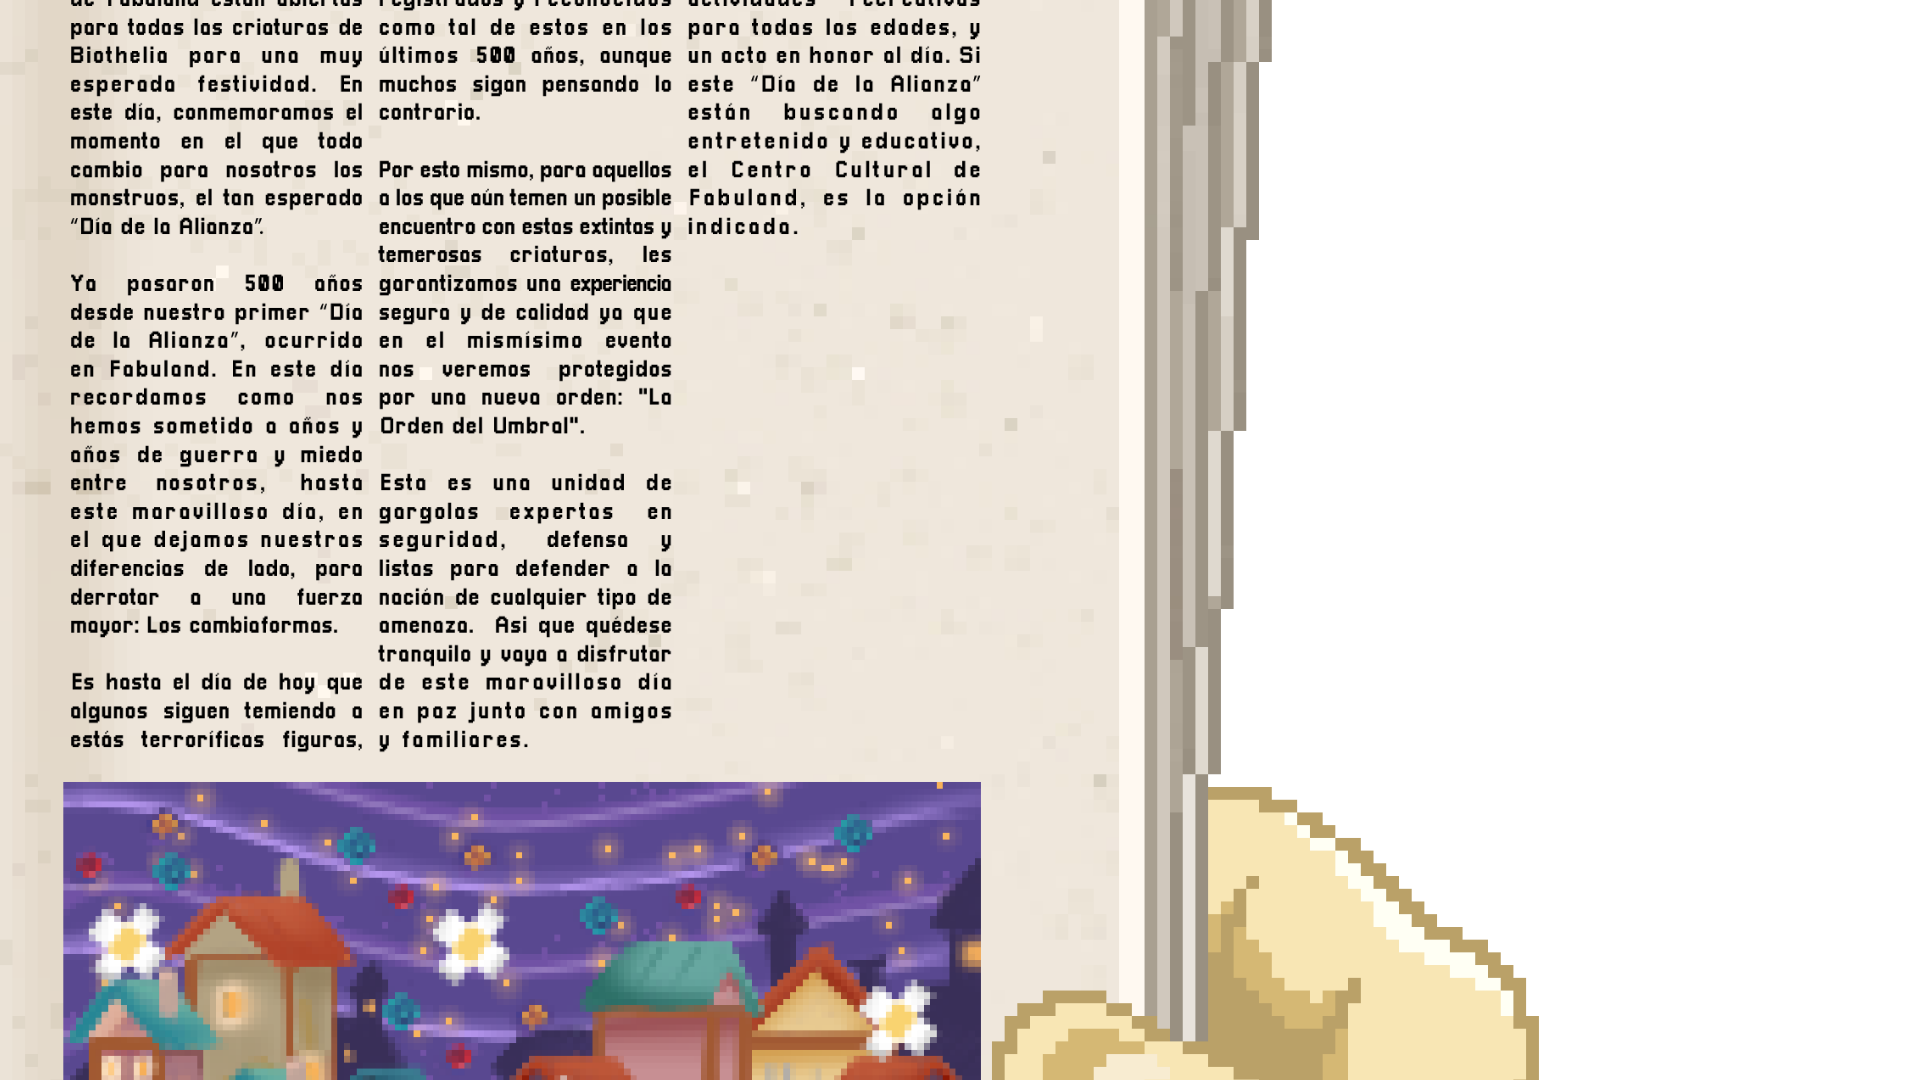 de Fabuland están abiertas
para todas las criaturas de
Biothelia para una muy
esperada festividad. En
este día, conmemoramos el
momento en el que todo
cambio para nosotros los
monstruos, el tan esperado
“Día de la Alianza”.
Ya pasaron 500 años
desde nuestro primer “Día
de la Alianza”, ocurrido
en Fabuland. En este día
recordamos como nos
hemos sometido a años y
años de guerra y miedo
entre nosotros, hasta
este maravilloso día, en
el que dejamos nuestras
diferencias de lado, para
derrotar a una fuerza
mayor: Los cambiaformas.
Es hasta el día de hoy que
algunos siguen temiendo a
estás terroríficas figuras,
registrados y reconocidos
como tal de estos en los
últimos 500 años, aunque
muchos sigan pensando lo
contrario.
Por esto mismo, para aquellos
a los que aún temen un posible
encuentro con estas extintas y
temerosas criaturas, les
garantizamos una experiencia
segura y de calidad ya que
en el mismísimo evento
nos veremos protegidos
por una nueva orden: "La
Orden del Umbral".
Esta es una unidad de
gargolas expertas en
seguridad, defensa y
listas para defender a la
nación de cualquier tipo de
amenaza. Asi que quédese
tranquilo y vaya a disfrutar
de este maravilloso día
en paz junto con amigos
y familiares.
actividades recreativas
para todas las edades, y
un acto en honor al día. Si
este “Día de la Alianza”
están buscando algo
entretenido y educativo,
el Centro Cultural de
Fabuland, es la opción
indicada.